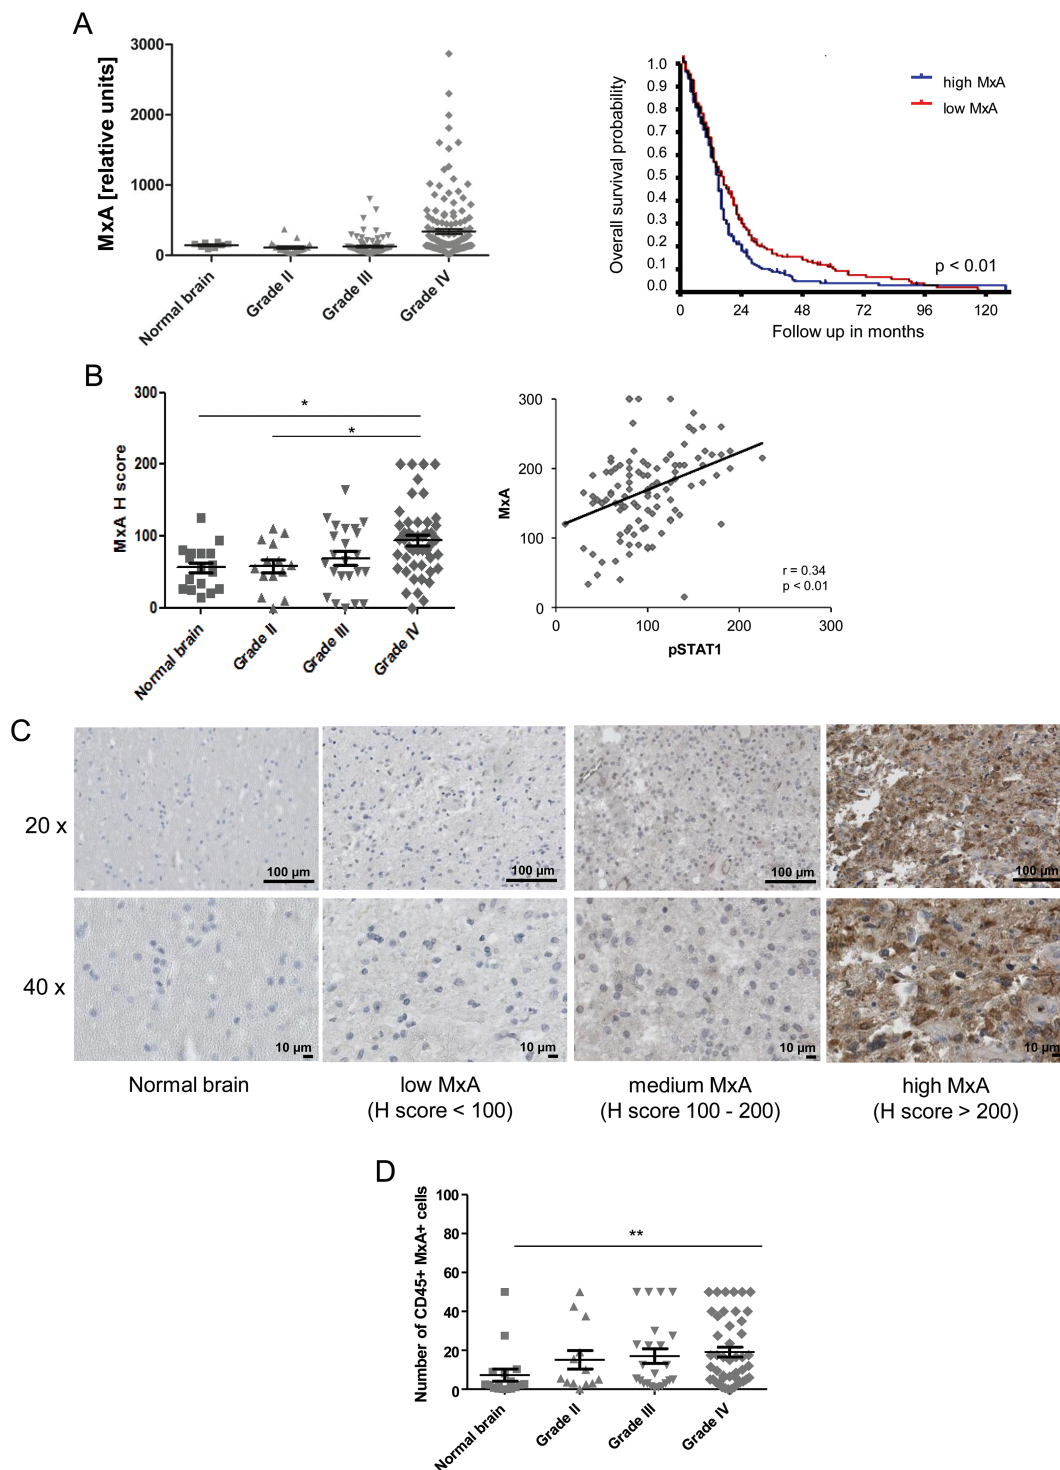 A
MxA [relative units]
3000
2000
1000
0
Normal brain
Grade II
Grade III
Grade IV
Overall survival probability
1.0
0.9
0.8
0.7
0.6
0.5
0.4
0.3
0.2
0.1
0.0
high MxA
low MxA
p < 0.01
0 24 48 72 96 120
Follow up in months
B
MxA H score
300
200
100
0
*
*
Normal brain
Grade II
Grade III
Grade IV
MxA
300
200
100
0
r = 0.34
p < 0.01
0 100 200 300
pSTAT1
C
20 x
100 µm
100 µm
100 µm
100 µm
40 x
10 µm
10 µm
10 µm
10 µm
Normal brain
low MxA
(H score < 100)
medium MxA
(H score 100 - 200)
high MxA
(H score > 200)
D
Number of CD45+ MxA+ cells
100
80
60
40
20
0
**
Normal brain
Grade II
Grade III
Grade IV